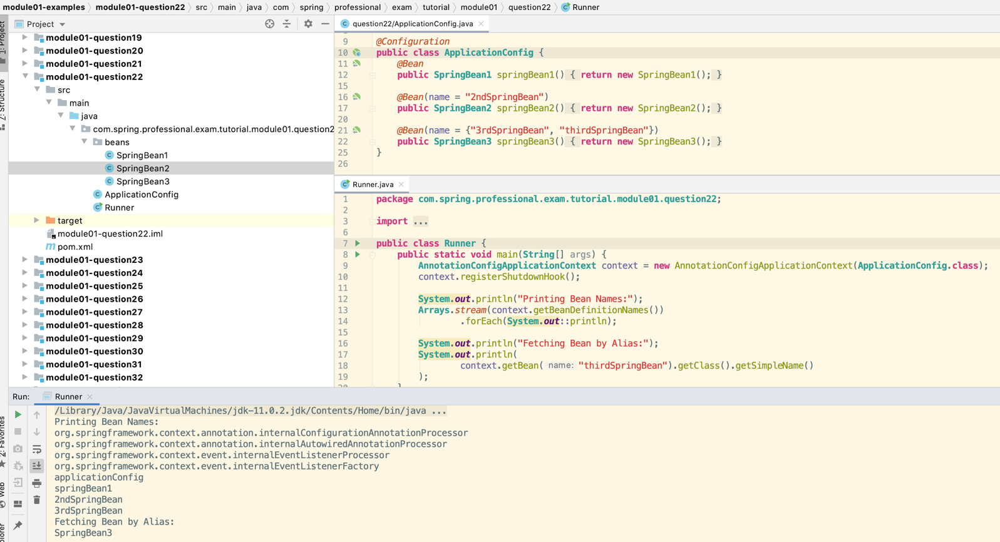 module01-examples module01-question22 src main java com spring professional exam tutorial module01 question22 Runner
Project
1: Project
7: Structure
2: Favorites
Web
module01-question19
module01-question20
module01-question21
module01-question22
src
main
java
com.spring.professional.exam.tutorial.module01.question2
beans
SpringBean1
SpringBean2
SpringBean3
ApplicationConfig
Runner
target
module01-question22.iml
pom.xml
module01-question23
module01-question24
module01-question25
module01-question26
module01-question27
module01-question28
module01-question29
module01-question30
module01-question31
module01-question32
question22/ApplicationConfig.java
9 @Configuration
10 public class ApplicationConfig {
11 @Bean
12 public SpringBean1 springBean1() { return new SpringBean1(); }
15
16 @Bean(name = "2ndSpringBean")
17 public SpringBean2 springBean2() { return new SpringBean2(); }
20
21 @Bean(name = {"3rdSpringBean", "thirdSpringBean"})
22 public SpringBean3 springBean3() { return new SpringBean3(); }
25 }
26
Runner.java
1 package com.spring.professional.exam.tutorial.module01.question22;
2
3 import ...
6
7 public class Runner {
8 public static void main(String[] args) {
9 AnnotationConfigApplicationContext context = new AnnotationConfigApplicationContext(ApplicationConfig.class);
10 context.registerShutdownHook();
11
12 System.out.println("Printing Bean Names:");
13 Arrays.stream(context.getBeanDefinitionNames())
14 .forEach(System.out::println);
15
16 System.out.println("Fetching Bean by Alias:");
17 System.out.println(
18 context.getBean( name: "thirdSpringBean").getClass().getSimpleName()
19 );
20 }
Run: Runner
/Library/Java/JavaVirtualMachines/jdk-11.0.2.jdk/Contents/Home/bin/java ...
Printing Bean Names:
org.springframework.context.annotation.internalConfigurationAnnotationProcessor
org.springframework.context.annotation.internalAutowiredAnnotationProcessor
org.springframework.context.event.internalEventListenerProcessor
org.springframework.context.event.internalEventListenerFactory
applicationConfig
springBean1
2ndSpringBean
3rdSpringBean
Fetching Bean by Alias:
SpringBean3